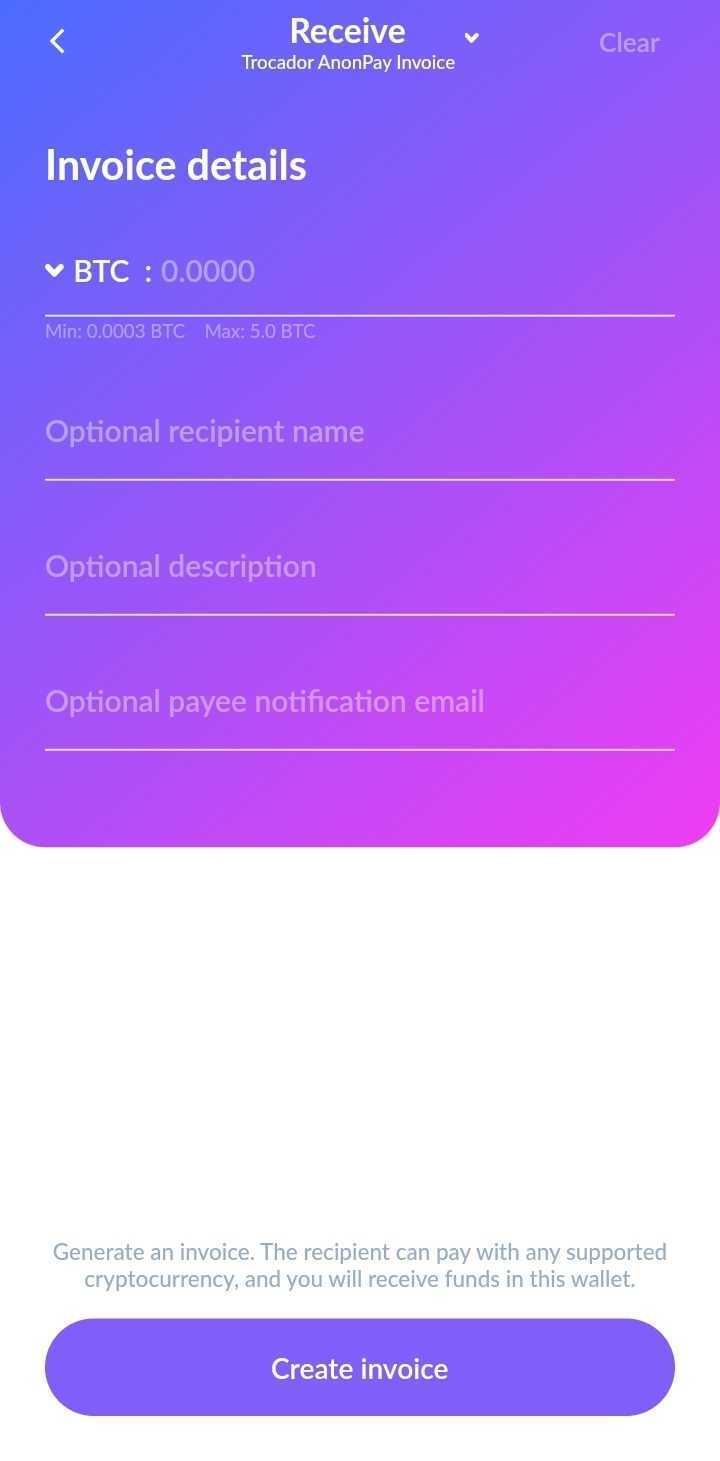 Receive
Clear
Trocador AnonPay Invoice
Invoice details
BTC : 0.0000
Min: 0.0003 BTC Max: 5.0 BTC
Optional recipient name
Optional description
Optional payee notification email
Generate an invoice. The recipient can pay with any supported
cryptocurrency, and you will receive funds in this wallet.
Create invoice